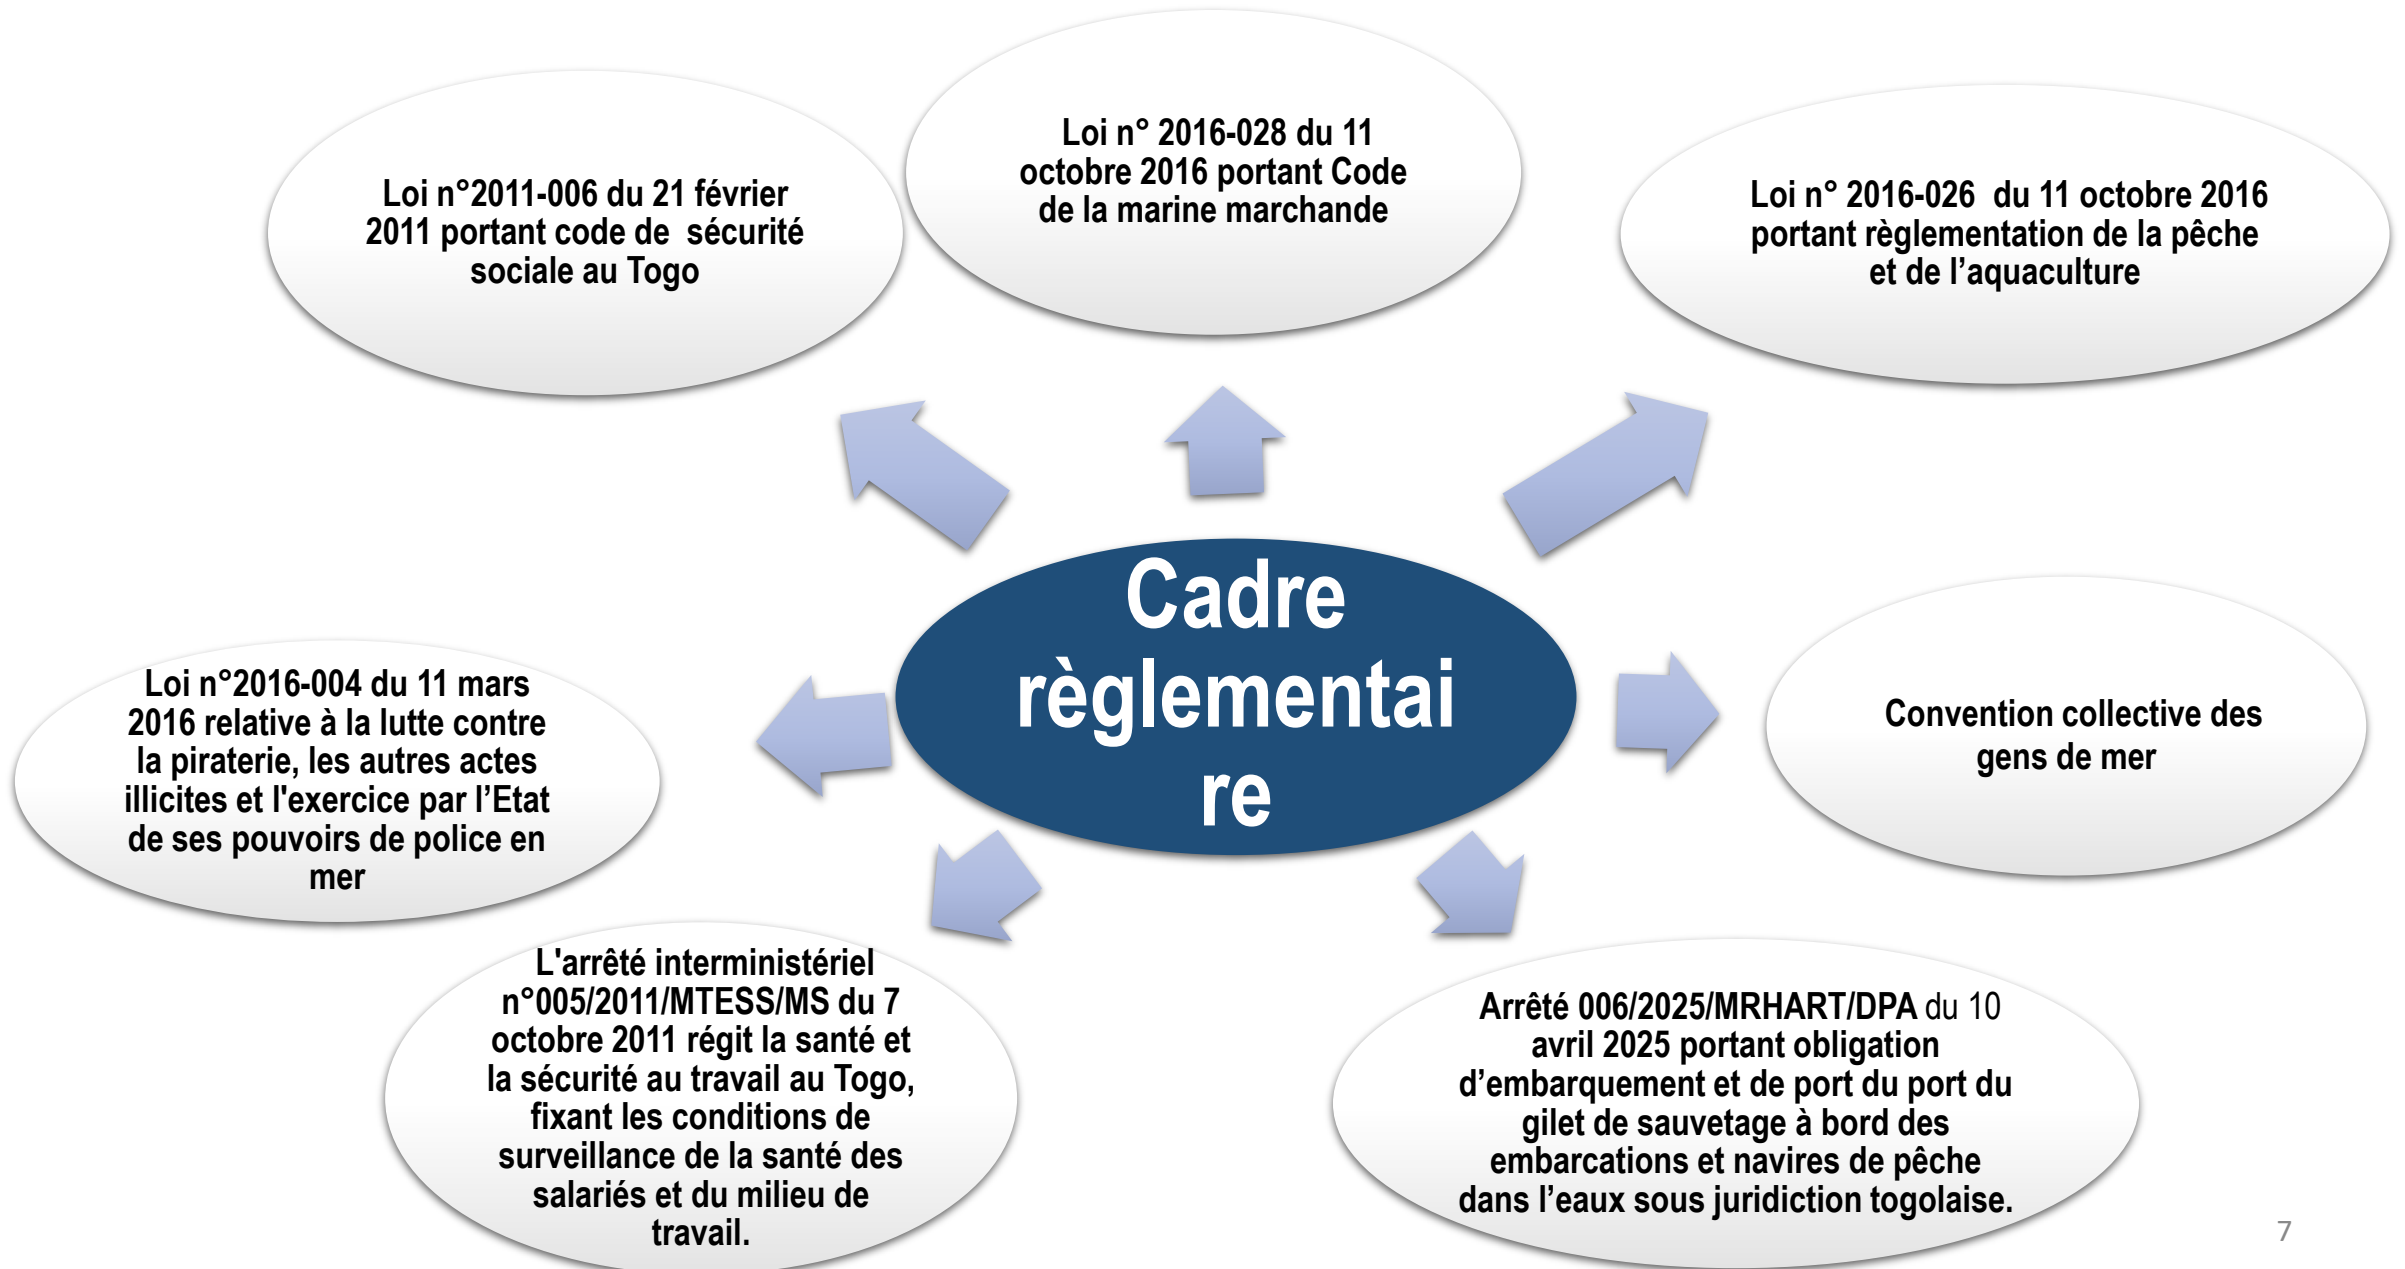 Loi n°2011-006 du 21 février
2011 portant code de sécurité
sociale au Togo
Loi n° 2016-028 du 11
octobre 2016 portant Code
de la marine marchande
Loi n° 2016-026 du 11 octobre 2016
portant règlementation de la pêche
et de l’aquaculture
Cadre
règlementai
re
Loi n°2016-004 du 11 mars
2016 relative à la lutte contre
la piraterie, les autres actes
illicites et l'exercice par l’Etat
de ses pouvoirs de police en
mer
Convention collective des
gens de mer
L'arrêté interministériel
n°005/2011/MTESS/MS du 7
octobre 2011 régit la santé et
la sécurité au travail au Togo,
fixant les conditions de
surveillance de la santé des
salariés et du milieu de
travail.
Arrêté 006/2025/MRHART/DPA du 10
avril 2025 portant obligation
d’embarquement et de port du port du
gilet de sauvetage à bord des
embarcations et navires de pêche
dans l’eaux sous juridiction togolaise.
7